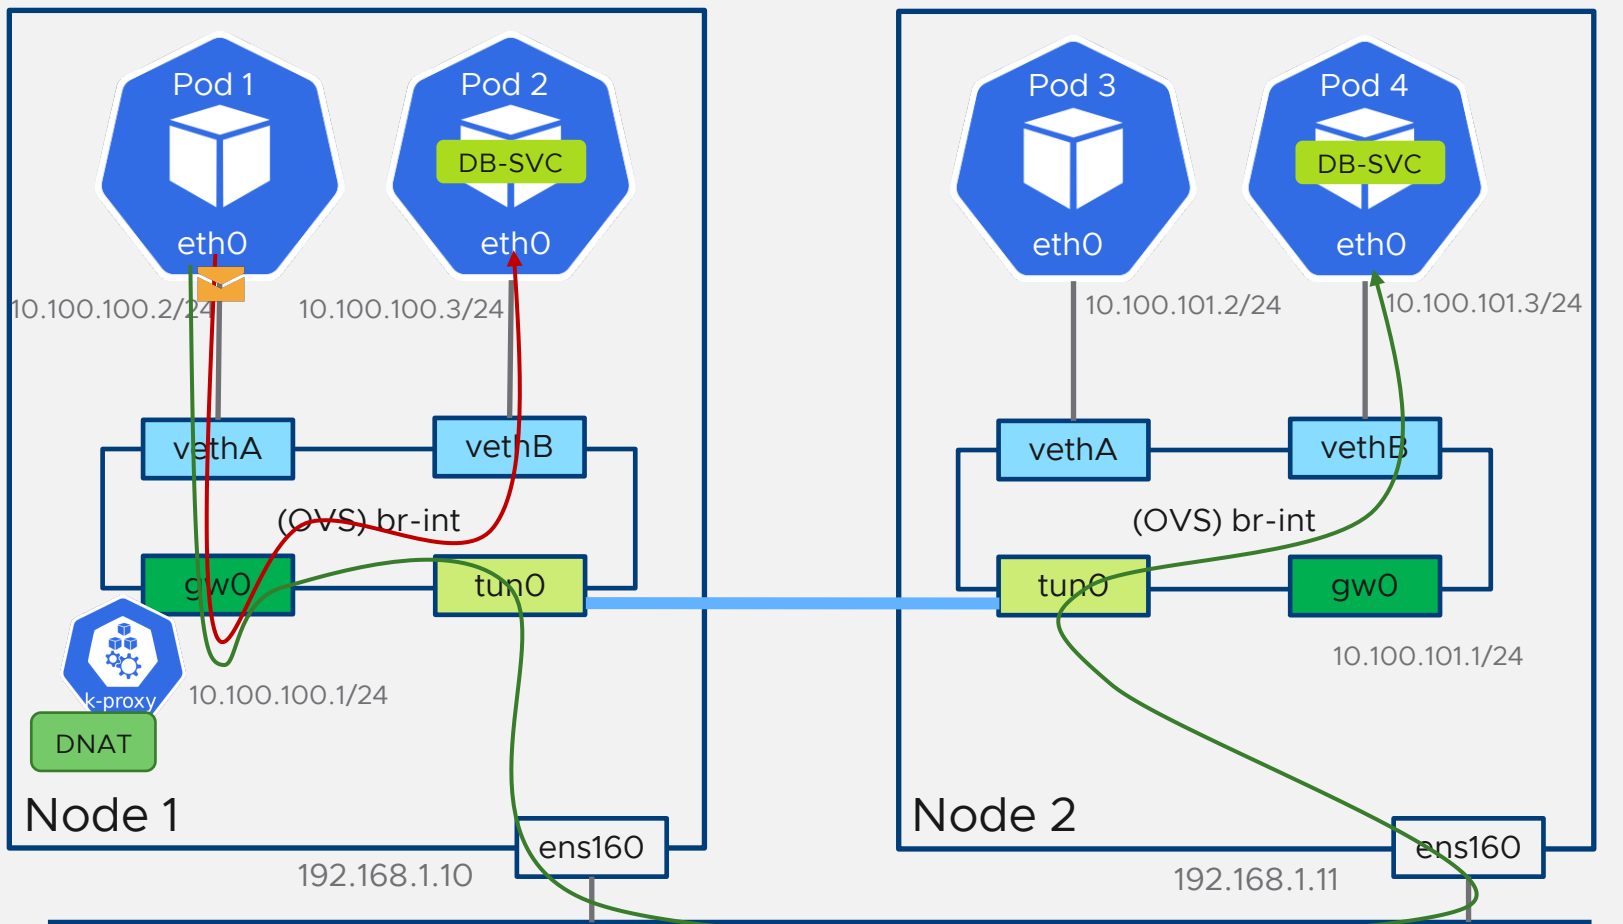 Pod 1
Pod 2
DB-SVC
eth0
eth0
10.100.100.2/24
10.100.100.3/24
vethA
vethB
(OVS) br-int
gw0
tun0
k-proxy
10.100.100.1/24
DNAT
Node 1
ens160
192.168.1.10
Pod 3
Pod 4
DB-SVC
eth0
eth0
10.100.101.2/24
10.100.101.3/24
vethA
vethB
(OVS) br-int
tun0
gw0
10.100.101.1/24
Node 2
ens160
192.168.1.11